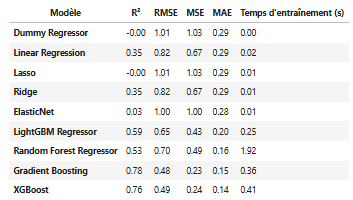 Modèle R² RMSE MSE MAE Temps d'entraînement (s)
Dummy Regressor -0.00 1.01 1.03 0.29 0.00
Linear Regression 0.35 0.82 0.67 0.29 0.02
Lasso -0.00 1.01 1.03 0.29 0.01
Ridge 0.35 0.82 0.67 0.29 0.01
ElasticNet 0.03 1.00 1.00 0.28 0.01
LightGBM Regressor 0.59 0.65 0.43 0.20 0.25
Random Forest Regressor 0.53 0.70 0.49 0.16 1.92
Gradient Boosting 0.78 0.48 0.23 0.15 0.36
XGBoost 0.76 0.49 0.24 0.14 0.41